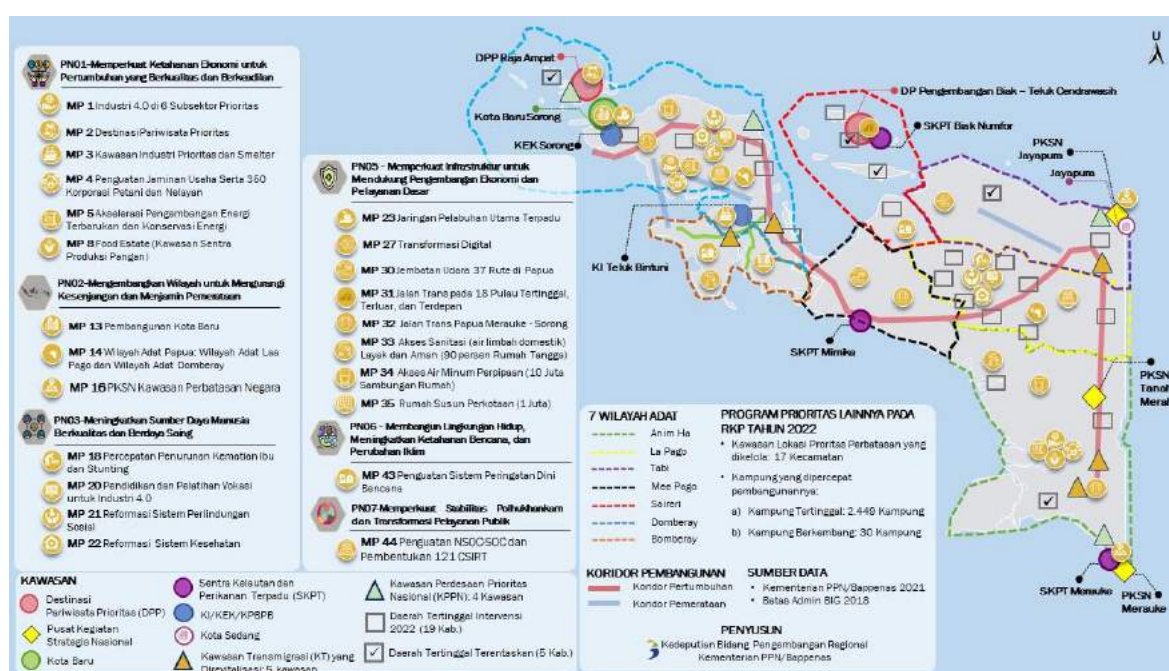 PN01-Memperkuat Ketahanan Ekonomi untuk
Pertumbuhan yang Berkualitas dan Berkeadilan
MP 1 Industri 4.0 di 6 Subsektor Prioritas
MP 2 Destinasi Pariwisata Prioritas
MP 3 Kawasan Industri Prioritas dan Smelter
MP 4 Penguatan Jaminan Usaha Serta 350
Korporasi Petani dan Nelayan
MP 5 Akselerasi Pengembangan Energi
Terbarukan dan Konservasi Energi
MP 8 Food Estate (Kawasan Sentra
Produksi Pangan)
PN02-Mengembangkan Wilayah untuk Mengurangi
Kesenjangan dan Menjamin Pemerataan
MP 13 Pembangunan Kota Baru
MP 14 Wilayah Adat Papua: Wilayah Adat Laa
Pago dan Wilayah Adat Domberay
MP 16 PKSN Kawasan Perbatasan Negara
PN03-Meningkatkan Sumber Daya Manusia
Berkualitas dan Berdaya Saing
MP 18 Percepatan Penurunan Kematian Ibu
dan Stunting
MP 20 Pendidikan dan Pelatihan Vokasi
untuk Industri 4.0
MP 21 Reformasi Sistem Perlindungan
Sosial
MP 22 Reformasi Sistem Kesehatan
PN05 - Memperkuat Infrastruktur untuk
Mendukung Pengembangan Ekonomi dan
Pelayanan Dasar
MP 23 Jaringan Pelabuhan Utama Terpadu
MP 27 Transformasi Digital
MP 30 Jembatan Udara 37 Rute di Papua
MP 31 Jalan Trans pada 18 Pulau Tertinggal,
Terluar, dan Terdepan
MP 32 Jalan Trans Papua Merauke - Sorong
MP 33 Akses Sanitasi (air limbah domestik)
Layak dan Aman (90 persen Rumah Tangga)
MP 34 Akses Air Minum Perpipaan (10 Juta
Sambungan Rumah)
MP 35 Rumah Susun Perkotaan (1 Juta)
PN06 - Membangun Lingkungan Hidup,
Meningkatkan Ketahanan Bencana, dan
Perubahan Iklim
MP 43 Penguatan Sistem Peringatan Dini
Bencana
PN07-Memperkuat Stabilitas Polhukhankam
dan Transformasi Pelayanan Publik
MP 44 Penguatan NSOC-SOC dan
Pembentukan 121 CSIRT
DPP Raja Ampat
Kota Baru Sorong
KEK Sorong
KI Teluk Bintuni
DP Pengembangan Biak - Teluk Cendrawasih
SKPT Biak Numfor
PKSN
Jayapura
Jayapura
U
SKPT Mimika
PKSN
Tanah
Merah
SKPT Merauke
PKSN
Merauke
7 WILAYAH ADAT
Anim Ha
La Pago
Tabi
Mee Pago
Saireri
Domberay
Bomberay
PROGRAM PRIORITAS LAINNYA PADA
RKP TAHUN 2022
• Kawasan Lokasi Prioritas Perbatasan yang
dikelola: 17 Kecamatan
• Kampung yang dipercepat
pembangunannya:
a) Kampung Tertinggal: 2.449 Kampung
b) Kampung Berkembang: 30 Kampung
KORIDOR PEMBANGUNAN
Koridor Pertumbuhan
Koridor Pemerataan
SUMBER DATA
• Kementerian PPN/Bappenas 2021
• Batas Admin BIG 2018
PENYUSUN
Kedeputian Bidang Pengembangan Regional
Kementerian PPN/Bappenas
KAWASAN
Destinasi
Pariwisata Prioritas (DPP)
Pusat Kegiatan
Strategis Nasional
Kota Baru
Sentra Kelautan dan
Perikanan Terpadu (SKPT)
KI/KEK/KPBPB
Kota Sedang
Kawasan Transmigrasi (KT) yang
Direvitalisasi: 5 kawasan
Kawasan Perdesaan Prioritas
Nasional (KPPN): 4 Kawasan
Daerah Tertinggal Intervensi
2022 (19 Kab.)
Daerah Tertinggal Terentaskan (5 Kab.)